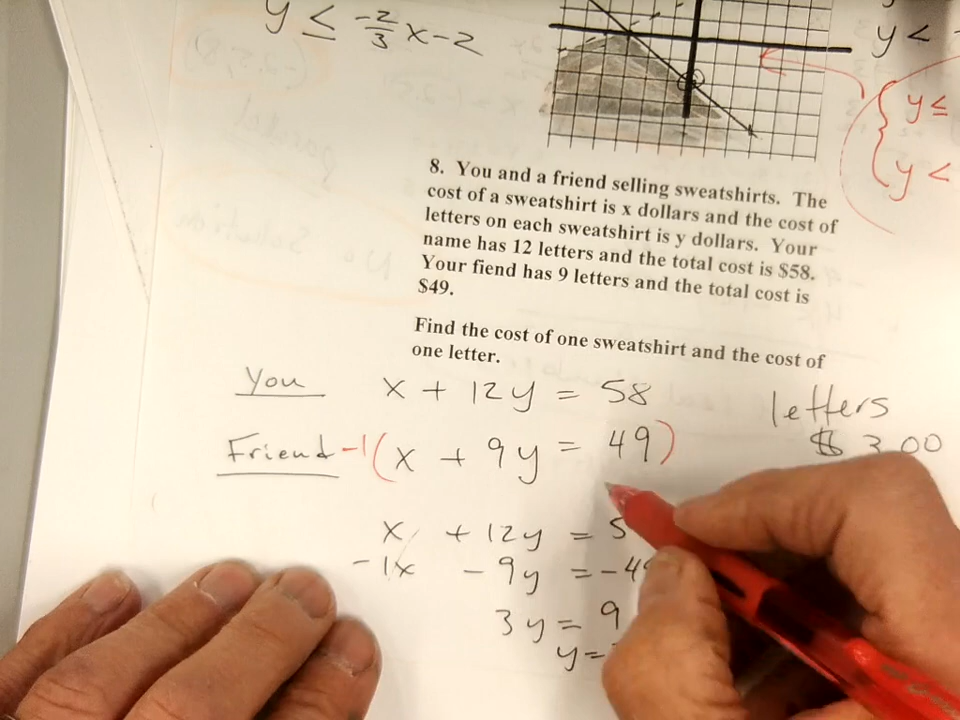 y ≤ -2/3 x - 2
y <
y ≤
y <
8. You and a friend selling sweatshirts. The
cost of a sweatshirt is x dollars and the cost of
letters on each sweatshirt is y dollars. Your
name has 12 letters and the total cost is $58.
Your fiend has 9 letters and the total cost is
$49.
Find the cost of one sweatshirt and the cost of
one letter.
You x + 12y = 58
letters
Friend -1(x + 9y = 49)
$ 3.00
x + 12y = 5
-1x - 9y = -49
3y = 9
y =